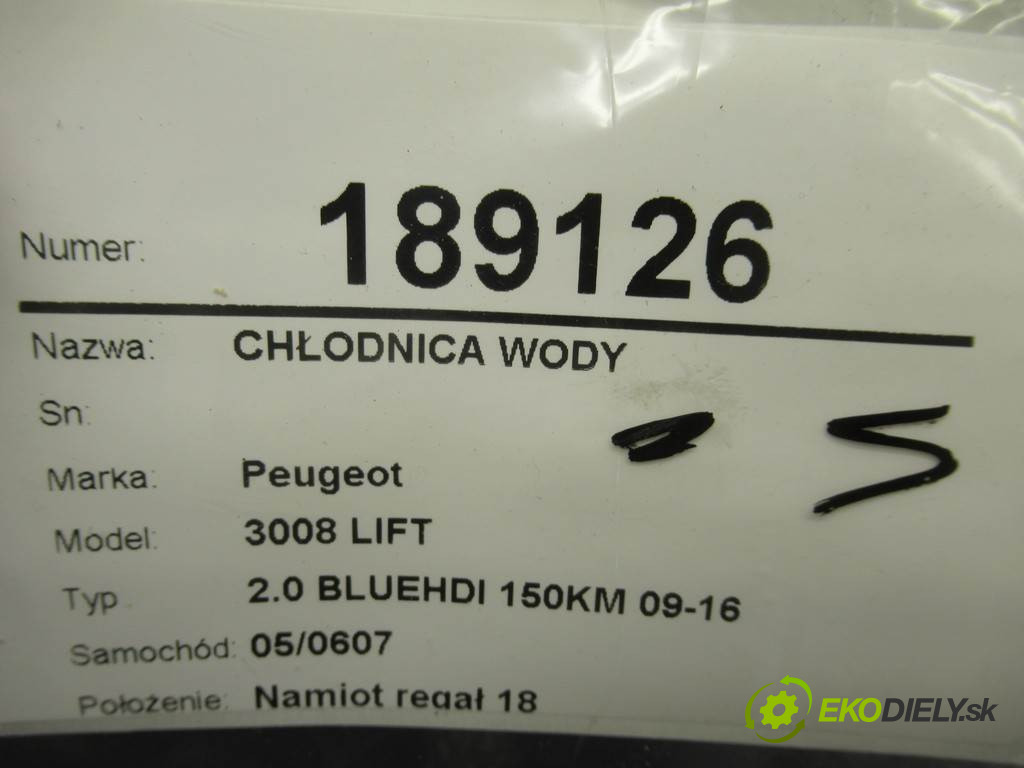 Numer: 189126
Nazwa: CHŁODNICA WODY
Sn:
Marka: Peugeot
Model: 3008 LIFT
Typ 2.0 BLUEHDI 150KM 09-16
Samochód: 05/0607
Położenie: Namiot regał 18
EKODIELY.sk